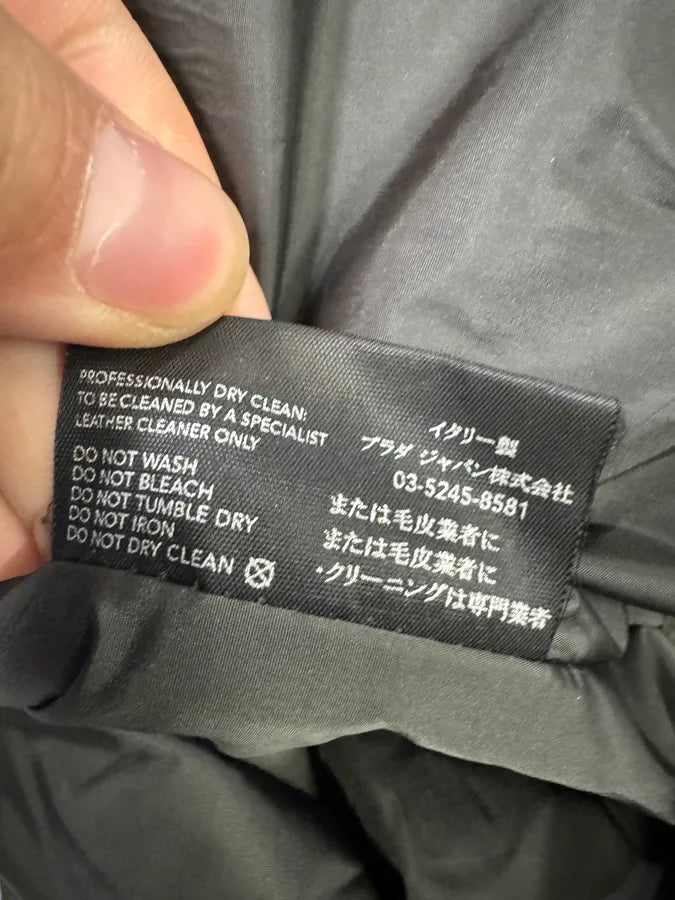 PROFESSIONALLY DRY CLEAN:
TO BE CLEANED BY A SPECIALIST
LEATHER CLEANER ONLY
DO NOT WASH
DO NOT BLEACH
DO NOT TUMBLE DRY
DO NOT IRON
DO NOT DRY CLEAN
イタリー製
プラダ ジャパン株式会社
03-5245-8581
または毛皮業者に
または毛皮業者に
・クリーニングは専門業者